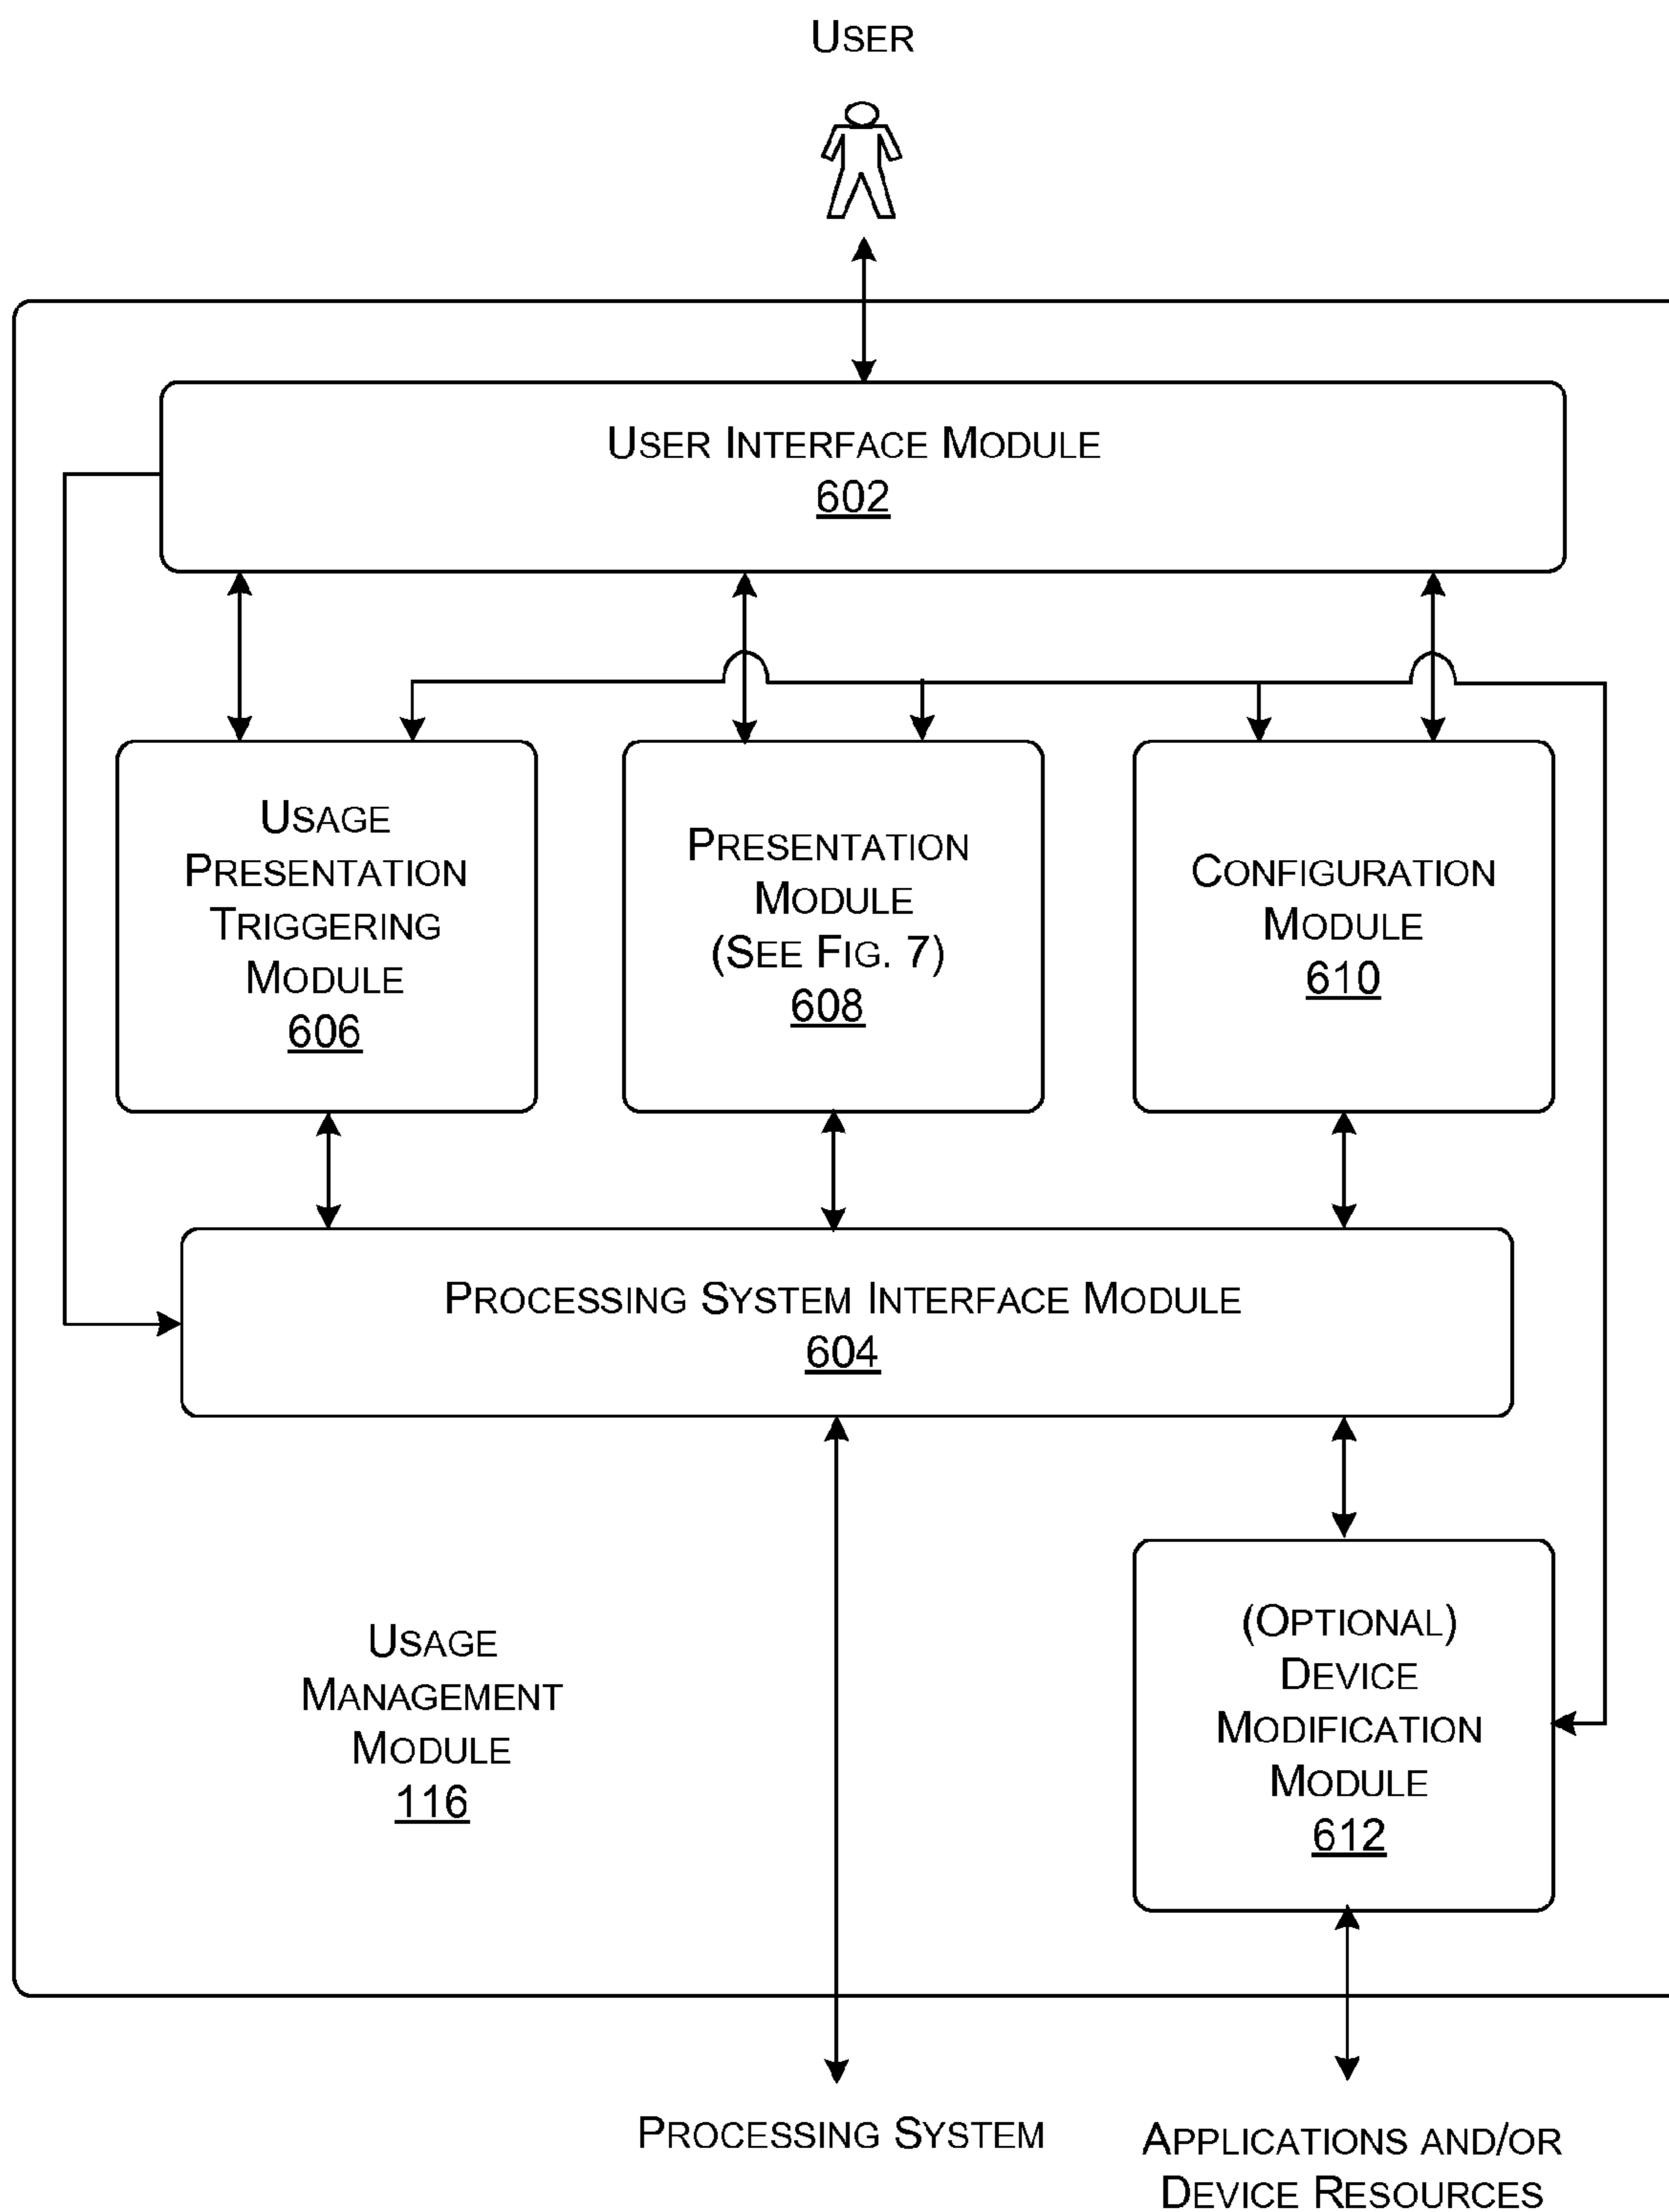 USER
USER INTERFACE MODULE
602
USAGE
PRESENTATION
TRIGGERING
MODULE
606
PRESENTATION
MODULE
(SEE FIG. 7)
608
CONFIGURATION
MODULE
610
PROCESSING SYSTEM INTERFACE MODULE
604
USAGE
MANAGEMENT
MODULE
116
(OPTIONAL)
DEVICE
MODIFICATION
MODULE
612
PROCESSING SYSTEM
APPLICATIONS AND/OR
DEVICE RESOURCES